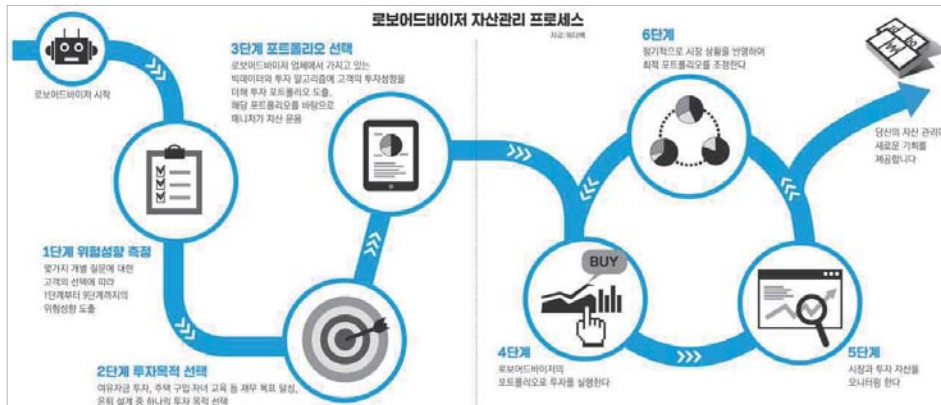 로보어드바이저 자산관리 프로세스
자료: 쿼터백
로보어드바이저 시작
1단계 위험성향 측정
몇가지 개별 질문에 대한
고객의 선택에 따라
1단계부터 9단계까지의
위험성향 도출
2단계 투자목적 선택
여유자금 투자, 주택 구입·자녀 교육 등 재무 목표 달성,
은퇴 설계 중 하나의 투자 목적 선택
3단계 포트폴리오 선택
로보어드바이저 업체에서 가지고 있는
빅데이터와 투자 알고리즘에 고객의 투자성향을
더해 투자 포트폴리오 도출.
해당 포트폴리오를 바탕으로
매니저가 자산 운용
BUY
4단계
로보어드바이저의
포트폴리오로 투자를 실행한다
5단계
시장과 투자 자산을
모니터링 한다
6단계
정기적으로 시장 상황을 반영하여
최적 포트폴리오를 조정한다
당신의 자산 관리에
새로운 기회를
제공합니다